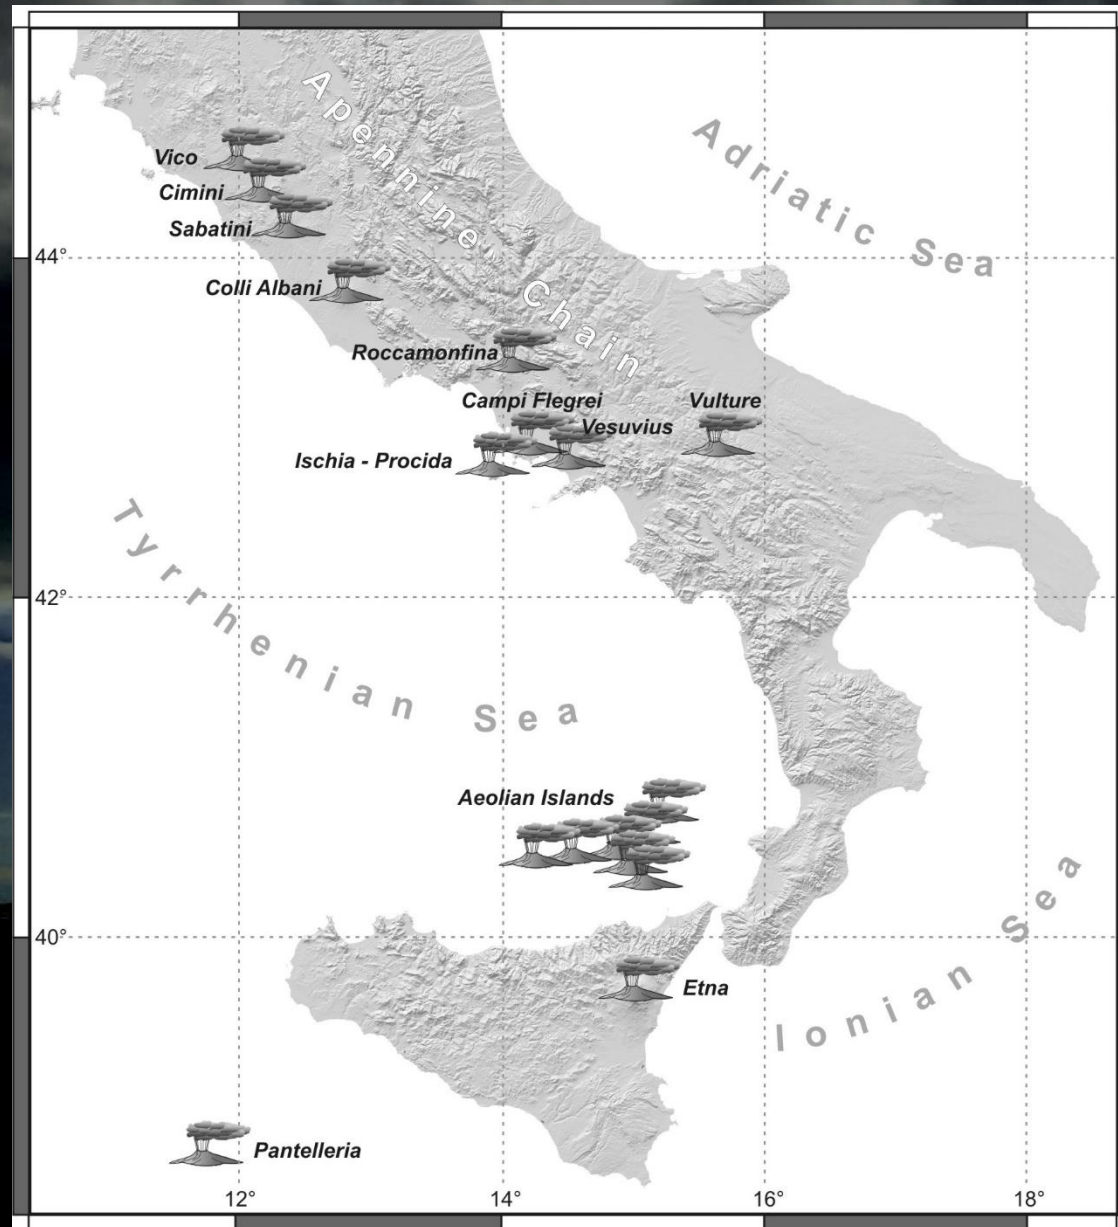 Apennine Chain
Adriatic Sea
Vico
Cimini
Sabatini
44°
Colli Albani
Roccamonfina
Campi Flegrei
Vulture
Vesuvius
Ischia - Procida
Tyrrhenian Sea
42°
Aeolian Islands
40°
Ionian Sea
Etna
Pantelleria
12°
14°
16°
18°